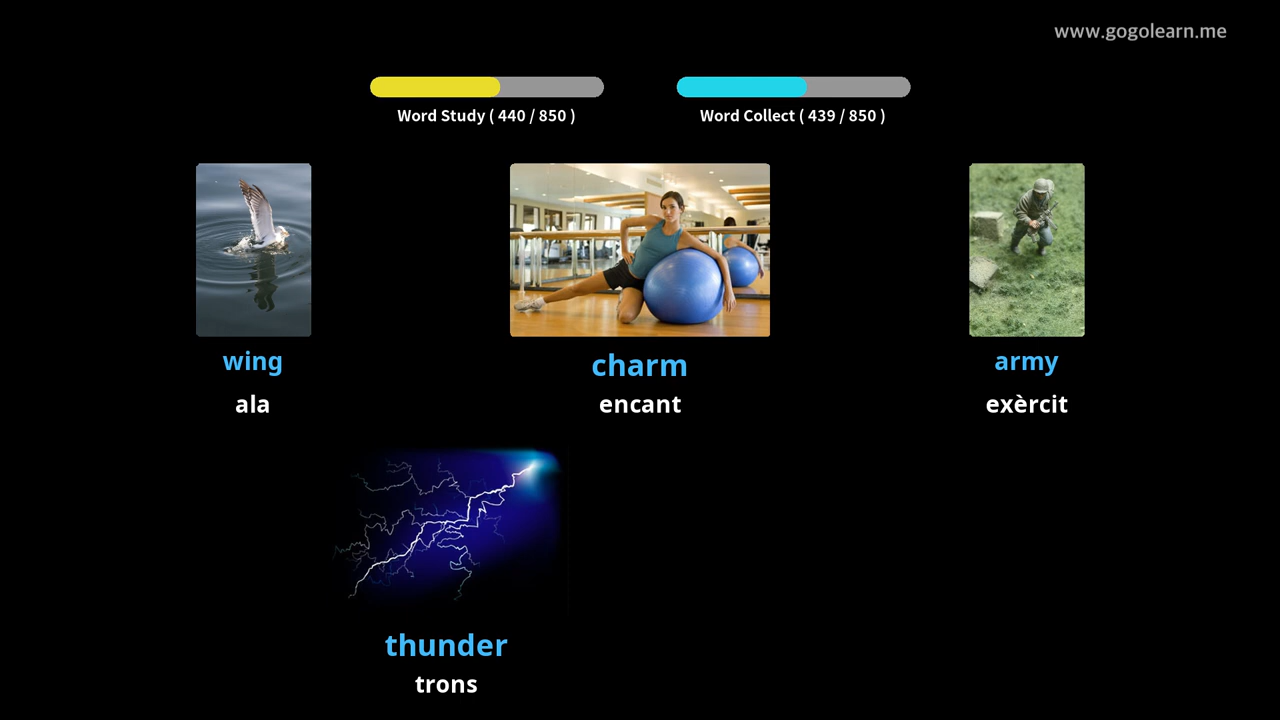 www.gogolearn.me
Word Study ( 440 / 850 )
Word Collect ( 439 / 850 )
wing
ala
charm
encant
army
exèrcit
thunder
trons